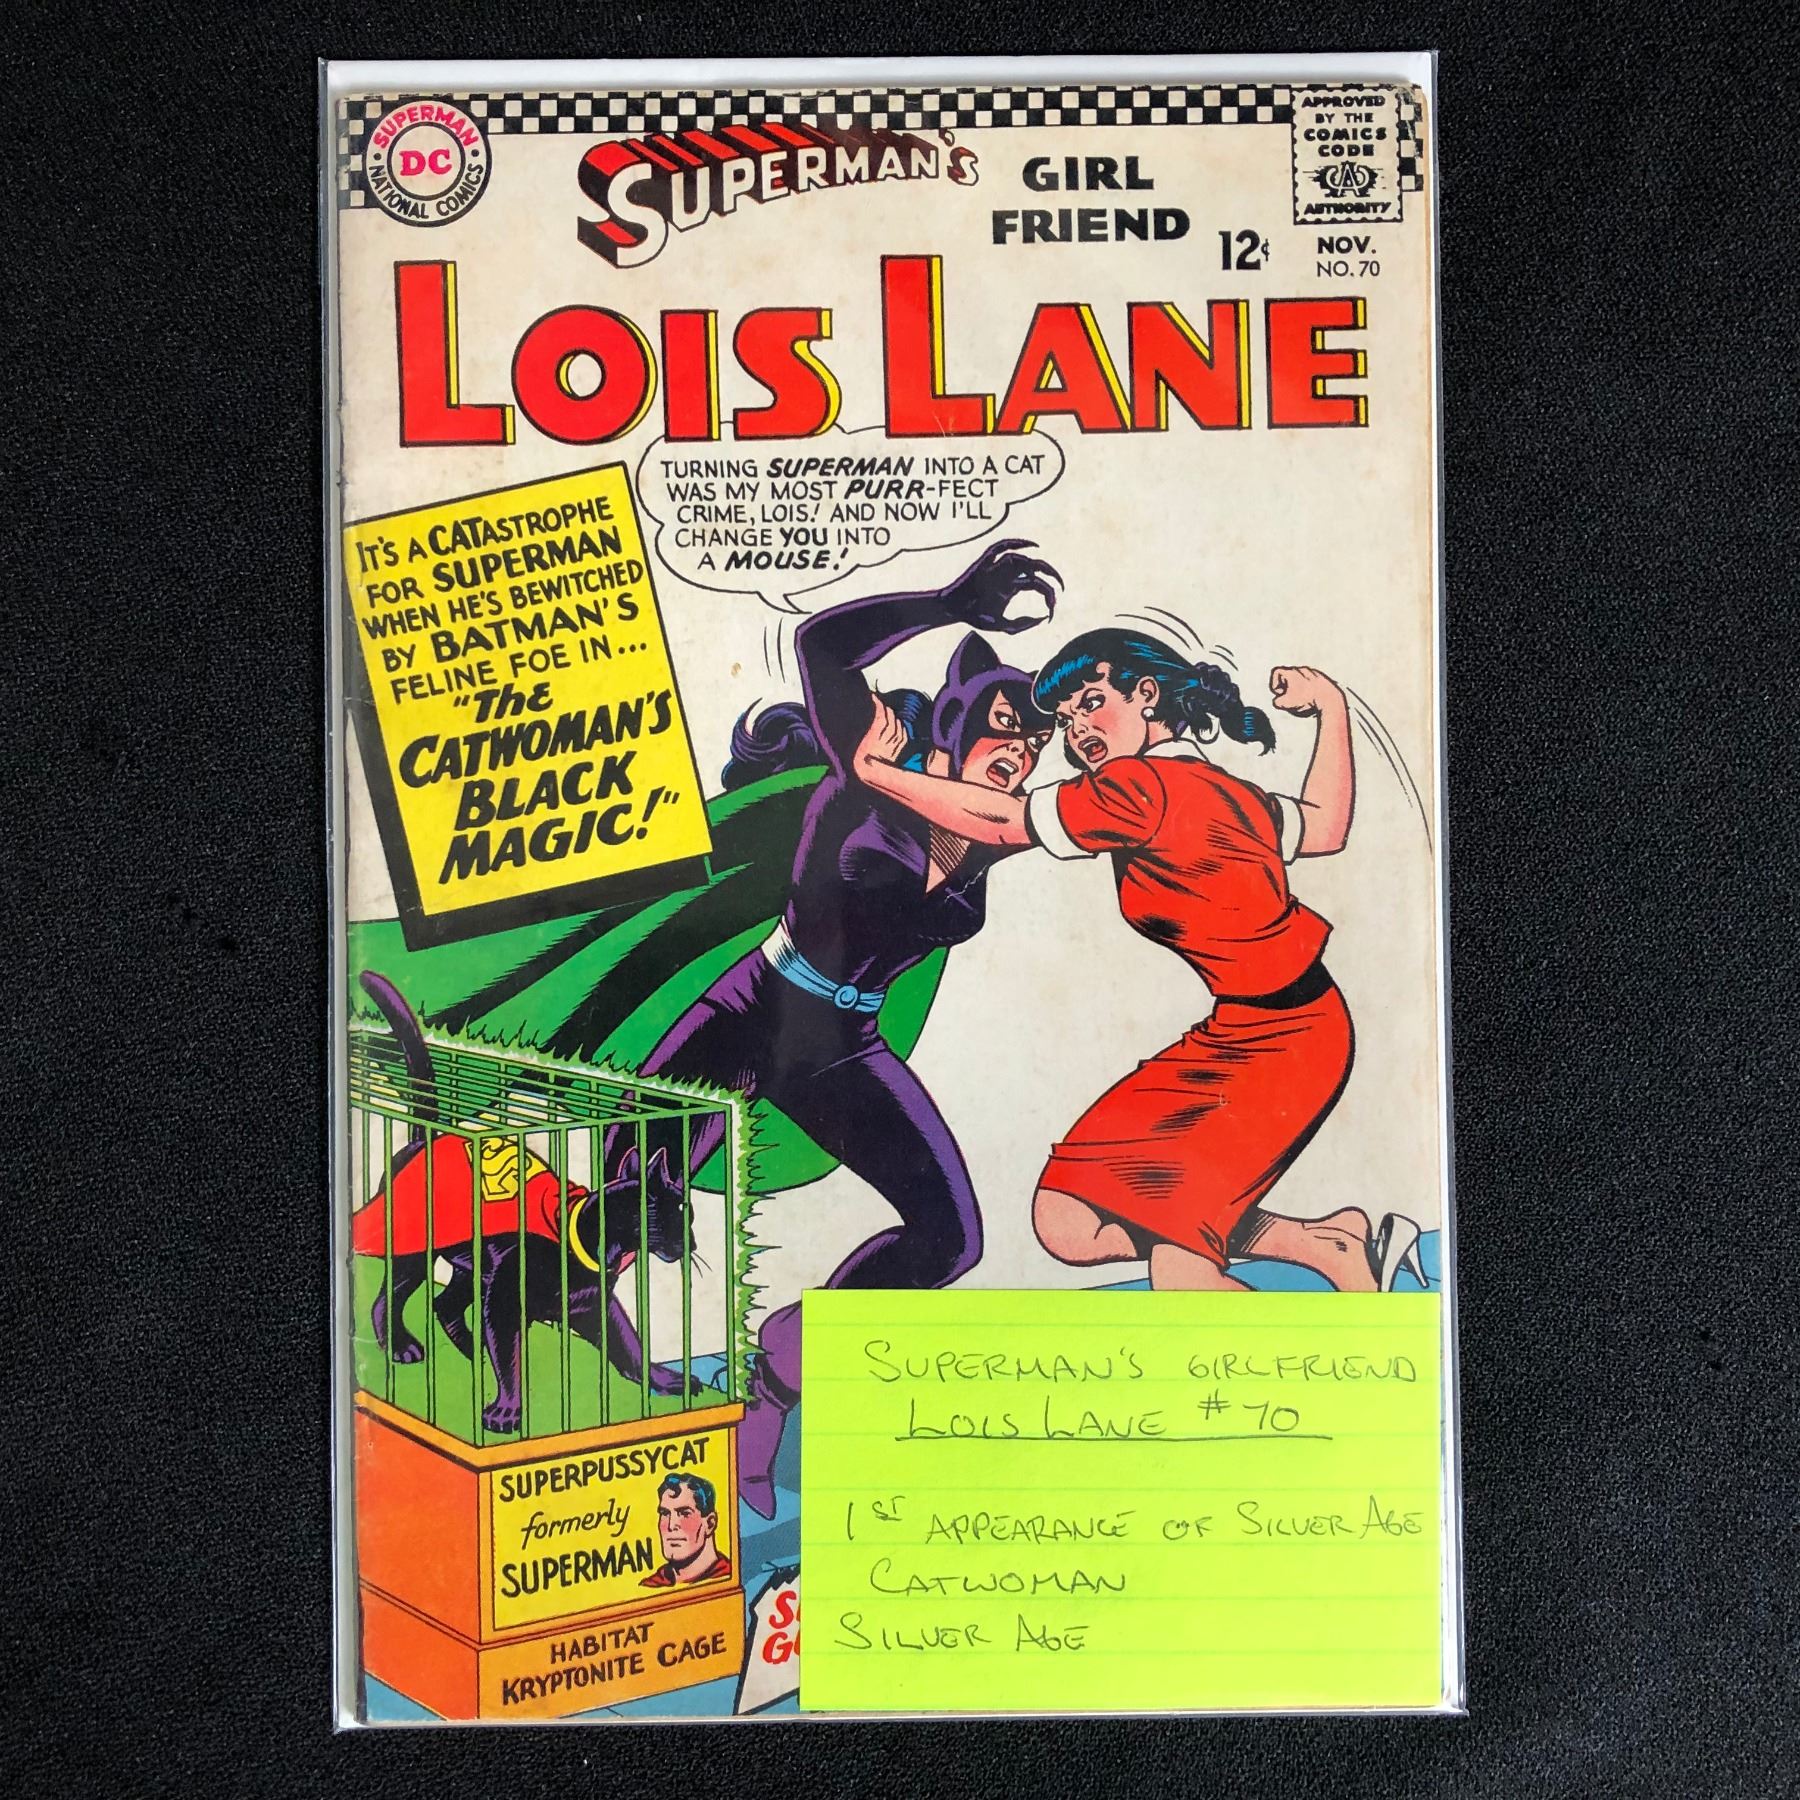 SUPERMAN
DC
NATIONAL COMICS
SUPERMAN'S
GIRL
FRIEND
APPROVED
BY THE
COMICS
CODE
CA
AUTHORITY
12¢
NOV.
NO. 70
LOIS LANE
TURNING SUPERMAN INTO A CAT
WAS MY MOST PURR-FECT
CRIME, LOIS! AND NOW I'LL
CHANGE YOU INTO
A MOUSE!
IT'S A CATASTROPHE
FOR SUPERMAN
WHEN HE'S BEWITCHED
BY BATMAN'S
FELINE FOE IN...
"THE
CATWOMAN'S
BLACK
MAGIC!"
SUPERPUSSYCAT
formerly
SUPERMAN
HABITAT
KRYPTONITE CAGE
SUPERMAN'S GIRLFRIEND
LOIS LANE #70
1ST APPEARANCE OF SILVER AGE
CATWOMAN
SILVER AGE